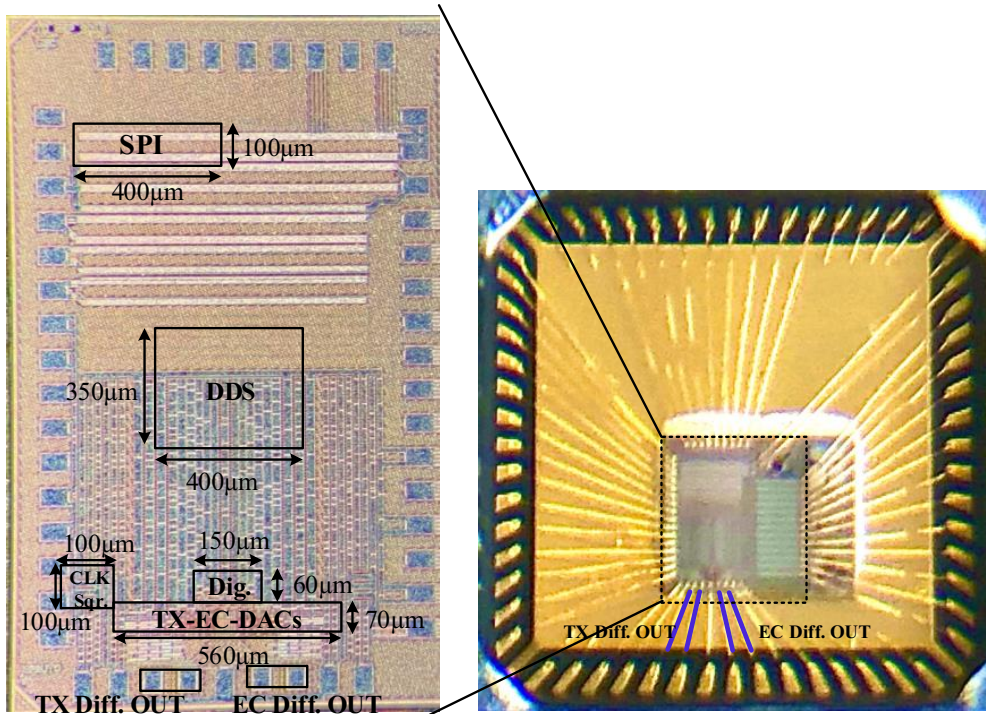 SPI
100μm
400μm
350μm
DDS
400μm
100μm
150μm
CLK
Sqr.
Dig.
60μm
100μm
TX-EC-DACs
70μm
560μm
TX Diff. OUT
EC Diff. OUT
TX Diff. OUT
EC Diff. OUT